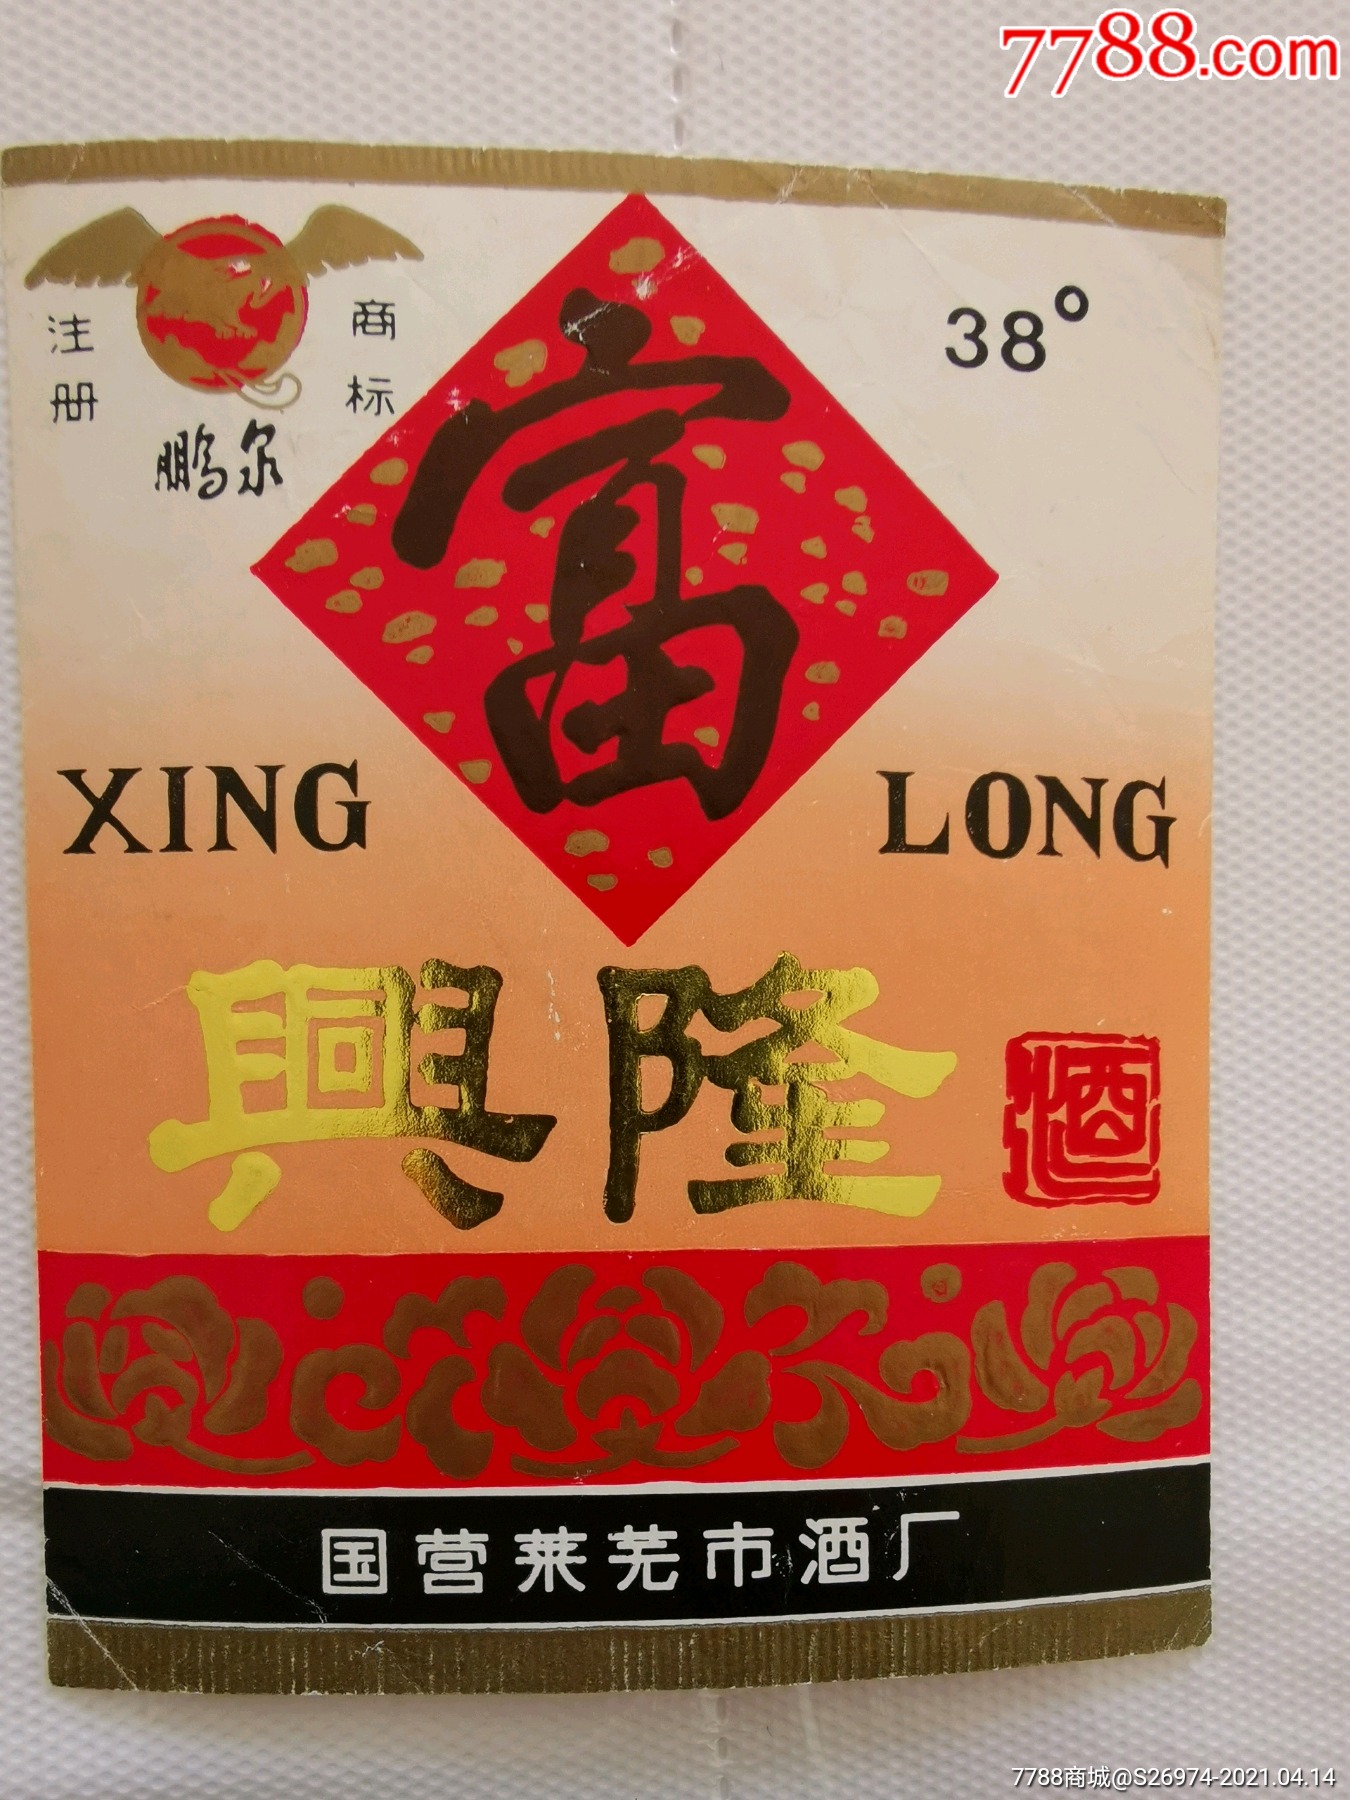 7788.com
注册
商标
鹏泉
38°
富
XING LONG
興隆
酒
国营莱芜市酒厂
7788商城@S26974-2021.04.14